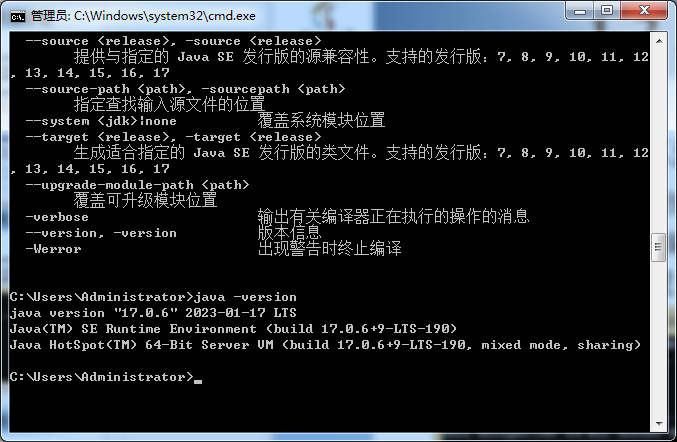 管理员: C:\Windows\system32\cmd.exe
--source <release>, -source <release>
提供与指定的 Java SE 发行版的源兼容性。支持的发行版: 7, 8, 9, 10, 11, 12
, 13, 14, 15, 16, 17
--source-path <path>, -sourcepath <path>
指定查找输入源文件的位置
--system <jdk>|none 覆盖系统模块位置
--target <release>, -target <release>
生成适合指定的 Java SE 发行版的类文件。支持的发行版: 7, 8, 9, 10, 11, 12
, 13, 14, 15, 16, 17
--upgrade-module-path <path>
覆盖可升级模块位置
-verbose 输出有关编译器正在执行的操作的消息
--version, -version 版本信息
-Werror 出现警告时终止编译
C:\Users\Administrator>java -version
java version "17.0.6" 2023-01-17 LTS
Java(TM) SE Runtime Environment (build 17.0.6+9-LTS-190)
Java HotSpot(TM) 64-Bit Server VM (build 17.0.6+9-LTS-190, mixed mode, sharing)
C:\Users\Administrator>